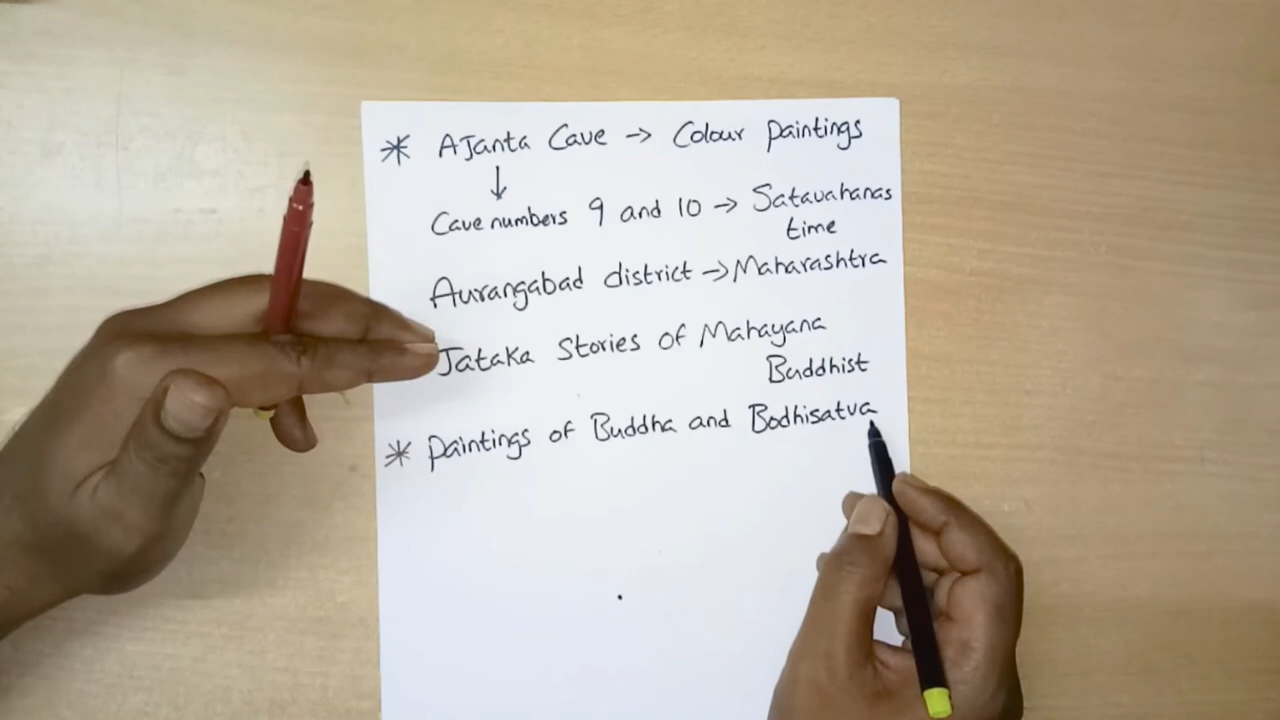 * AJanta Cave → Colour Paintings
↓
Cave numbers 9 and 10 → Satavahanas
time
Aurangabad district → Maharashtra
Jataka Stories of Mahayana
Buddhist
* Paintings of Buddha and Bodhisatva